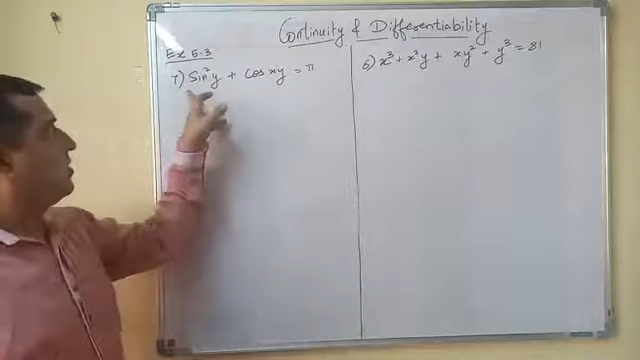 Continuity & Differentiability
Ex 5.3
7) Sin²y + Cos xy = π
6) x³ + x²y + xy² + y³ = 81